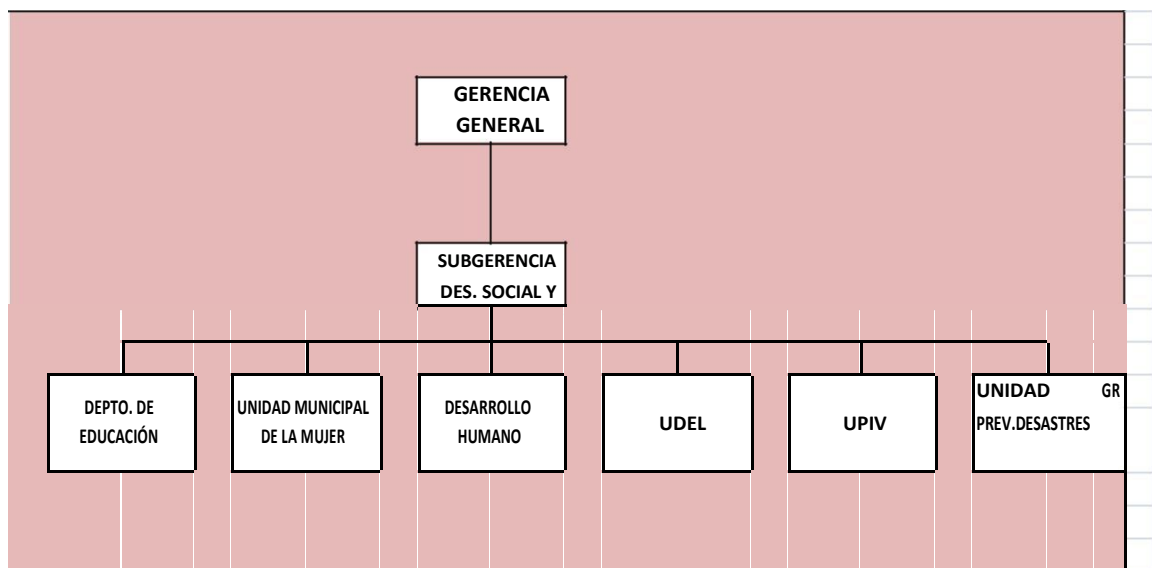 GERENCIA
GENERAL
SUBGERENCIA
DES. SOCIAL Y
DEPTO. DE
EDUCACIÓN
UNIDAD MUNICIPAL
DE LA MUJER
DESARROLLO
HUMANO
UDEL
UPIV
UNIDAD GR
PREV.DESASTRES